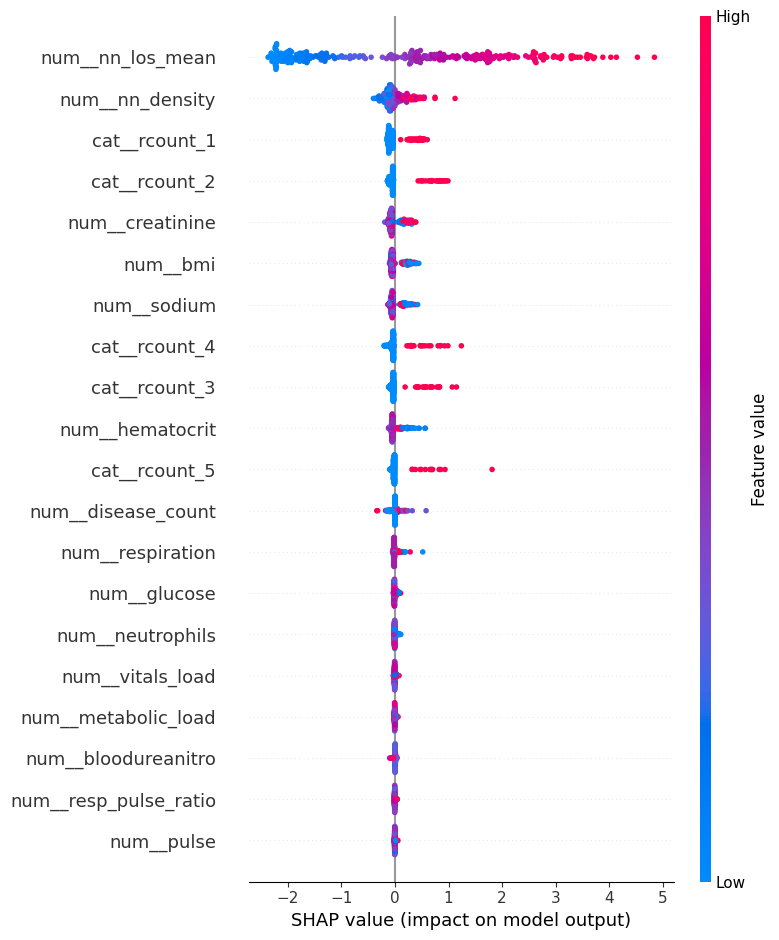 High
num__nn_los_mean
num__nn_density
cat__rcount_1
cat__rcount_2
num__creatinine
num__bmi
num__sodium
cat__rcount_4
cat__rcount_3
num__hematocrit
cat__rcount_5
num__disease_count
num__respiration
num__glucose
num__neutrophils
num__vitals_load
num__metabolic_load
num__bloodureanitro
num__resp_pulse_ratio
num__pulse
Feature value
Low
−2 −1 0 1 2 3 4 5
SHAP value (impact on model output)